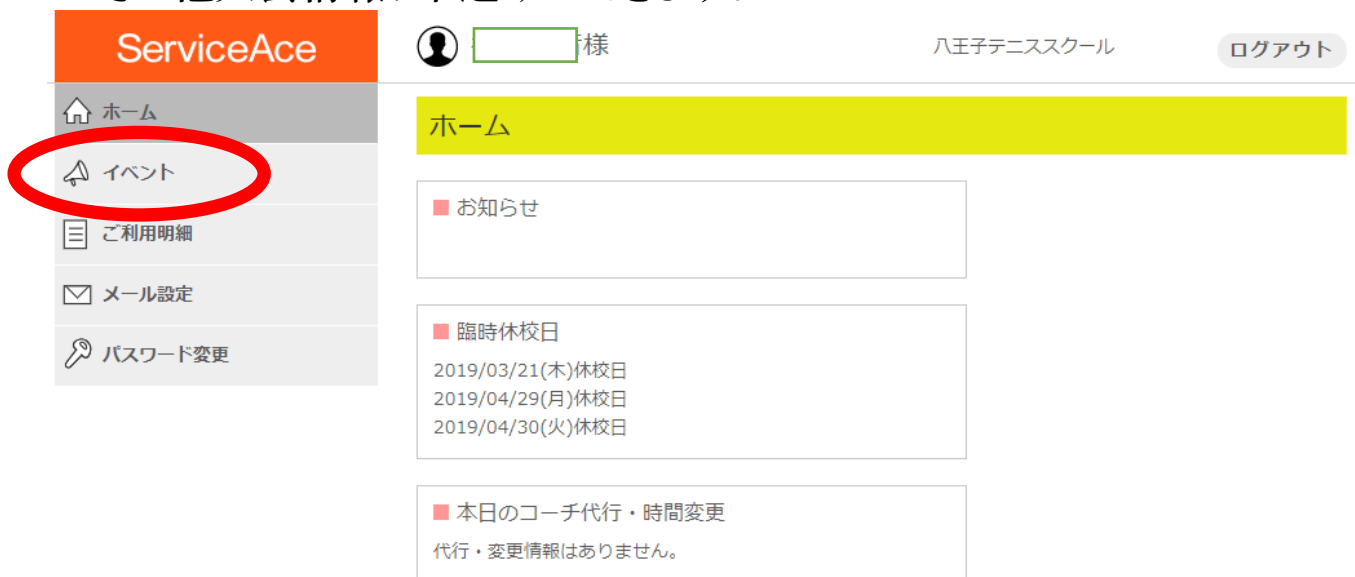 ServiceAce
様
八王子テニススクール
ログアウト
ホーム
イベント
ご利用明細
メール設定
パスワード変更
ホーム
お知らせ
臨時休校日
2019/03/21(木)休校日
2019/04/29(月)休校日
2019/04/30(火)休校日
本日のコーチ代行・時間変更
代行・変更情報はありません。